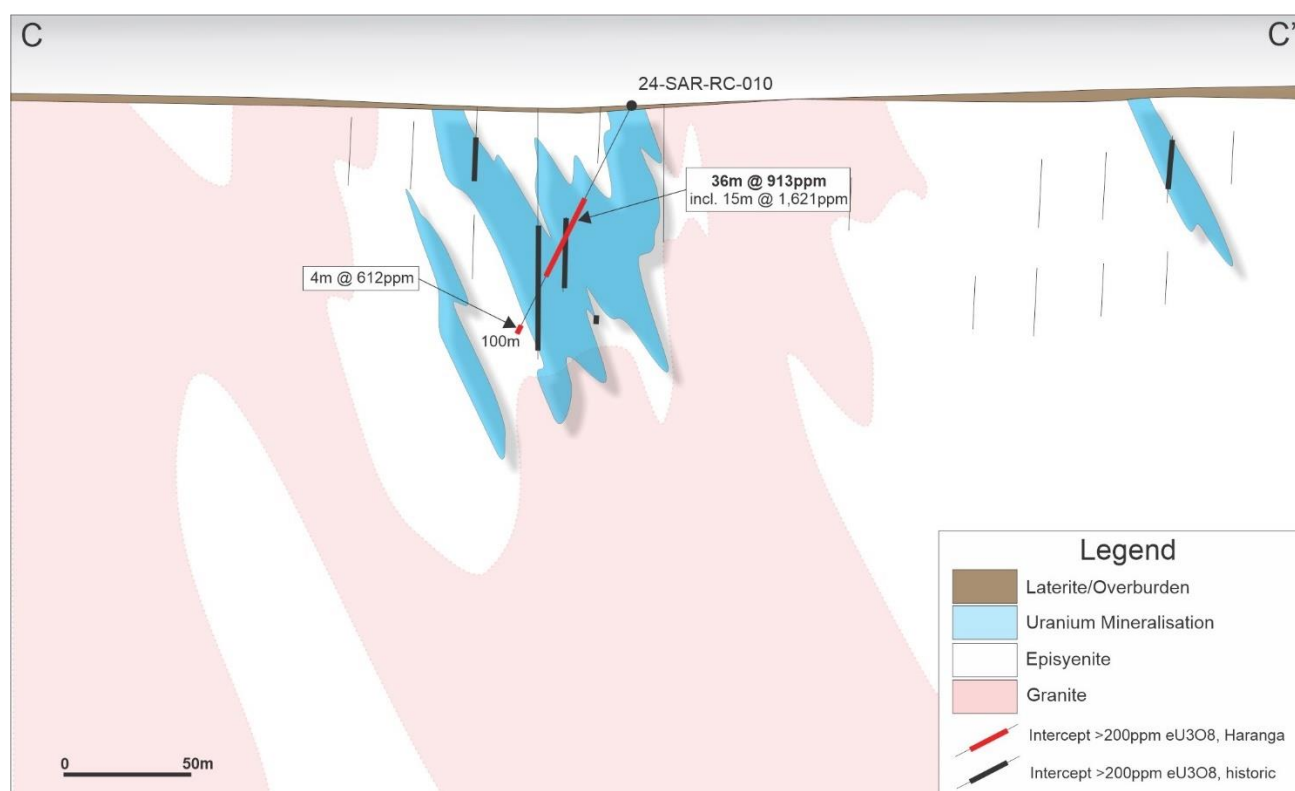 C
C'
24-SAR-RC-010
36m @ 913ppm
incl. 15m @ 1,621ppm
4m @ 612ppm
100m
Legend
Laterite/Overburden
Uranium Mineralisation
Episyenite
Granite
Intercept >200ppm eU3O8, Haranga
Intercept >200ppm eU3O8, historic
0 50m